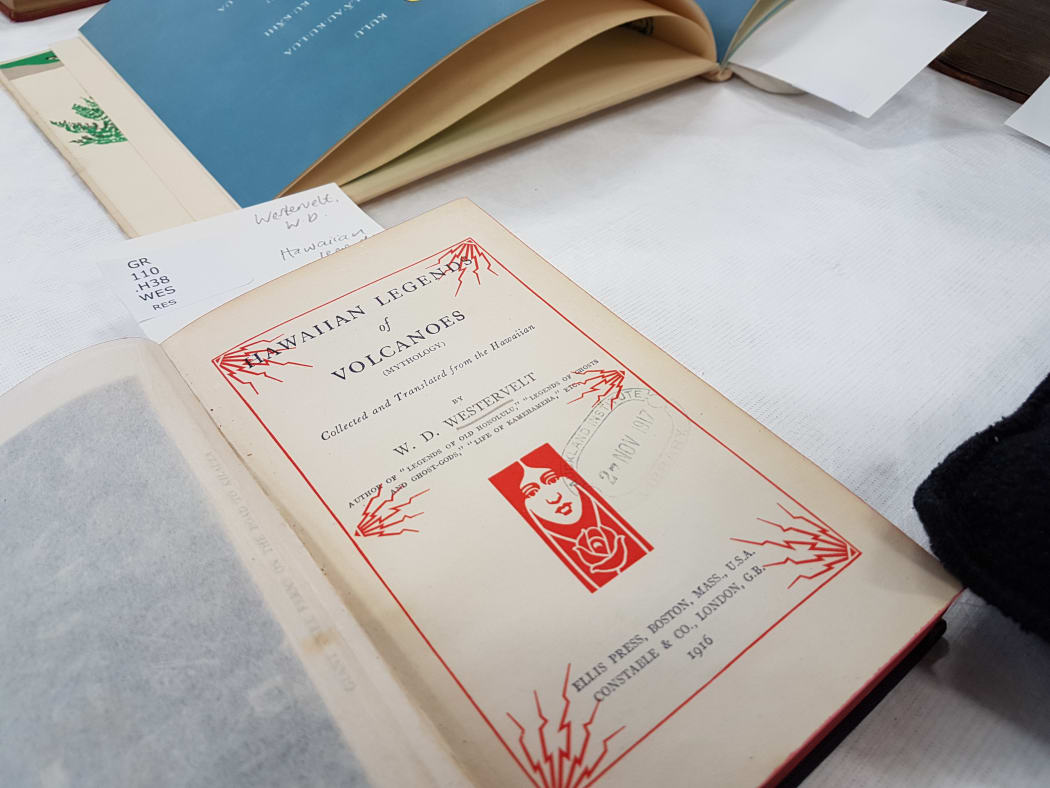 KULU
UA
Westervelt,
W. D.
Hawaiian
GR
110
.H38
WES
RES
HAWAIIAN LEGENDS
of
VOLCANOES
(MYTHOLOGY)
Collected and Translated from the Hawaiian
BY
W. D. WESTERVELT
AUTHOR OF "LEGENDS OF OLD HONOLULU," "LEGENDS OF GHOSTS
AND GHOST-GODS," "LIFE OF KAMEHAMEHA," ETC.
NOV 1917
ELLIS PRESS, BOSTON, MASS., U.S.A.
CONSTABLE & CO., LONDON, G.B.
1916